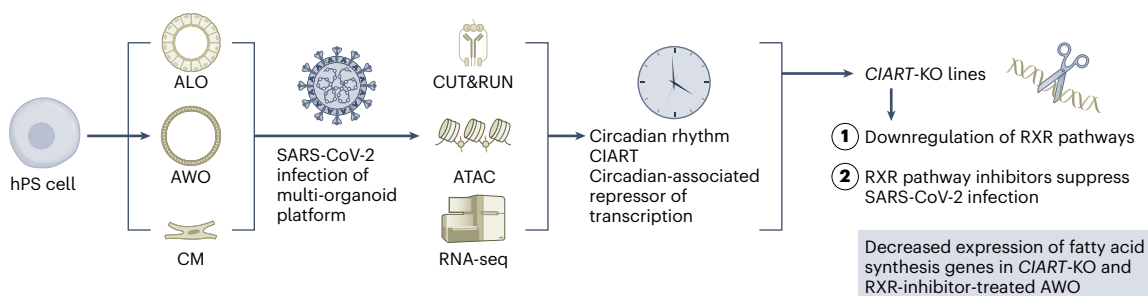 hPS cell
ALO
AWO
CM
SARS-CoV-2
infection of
multi-organoid
platform
CUT&RUN
ATAC
RNA-seq
Circadian rhythm
CIART
Circadian-associated
repressor of
transcription
CIART-KO lines
1 Downregulation of RXR pathways
2 RXR pathway inhibitors suppress
SARS-CoV-2 infection
Decreased expression of fatty acid
synthesis genes in CIART-KO and
RXR-inhibitor-treated AWO